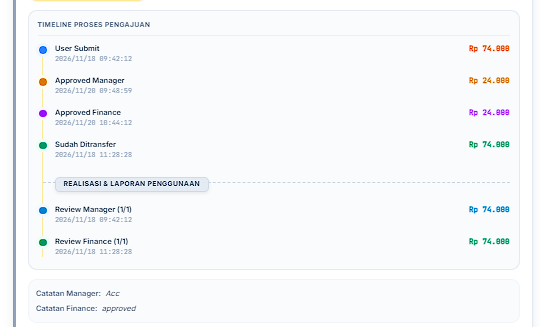 TIMELINE PROSES PENGAJUAN
User Submit Rp 74.000
2026/11/18 09:42:12
Approved Manager Rp 24.000
2026/11/20 09:48:59
Approved Finance Rp 24.000
2026/11/20 10:44:12
Sudah Ditransfer Rp 74.000
2026/11/18 11:28:28
REALISASI & LAPORAN PENGGUNAAN
Review Manager (1/1) Rp 74.000
2026/11/18 09:42:12
Review Finance (1/1) Rp 74.000
2026/11/18 11:28:28
Catatan Manager: Acc
Catatan Finance: approved